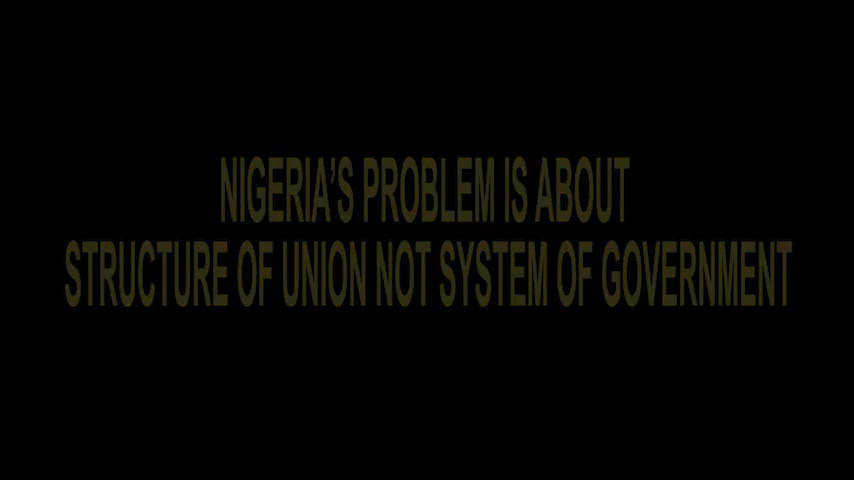 NIGERIA’S PROBLEM IS ABOUT
STRUCTURE OF UNION NOT SYSTEM OF GOVERNMENT